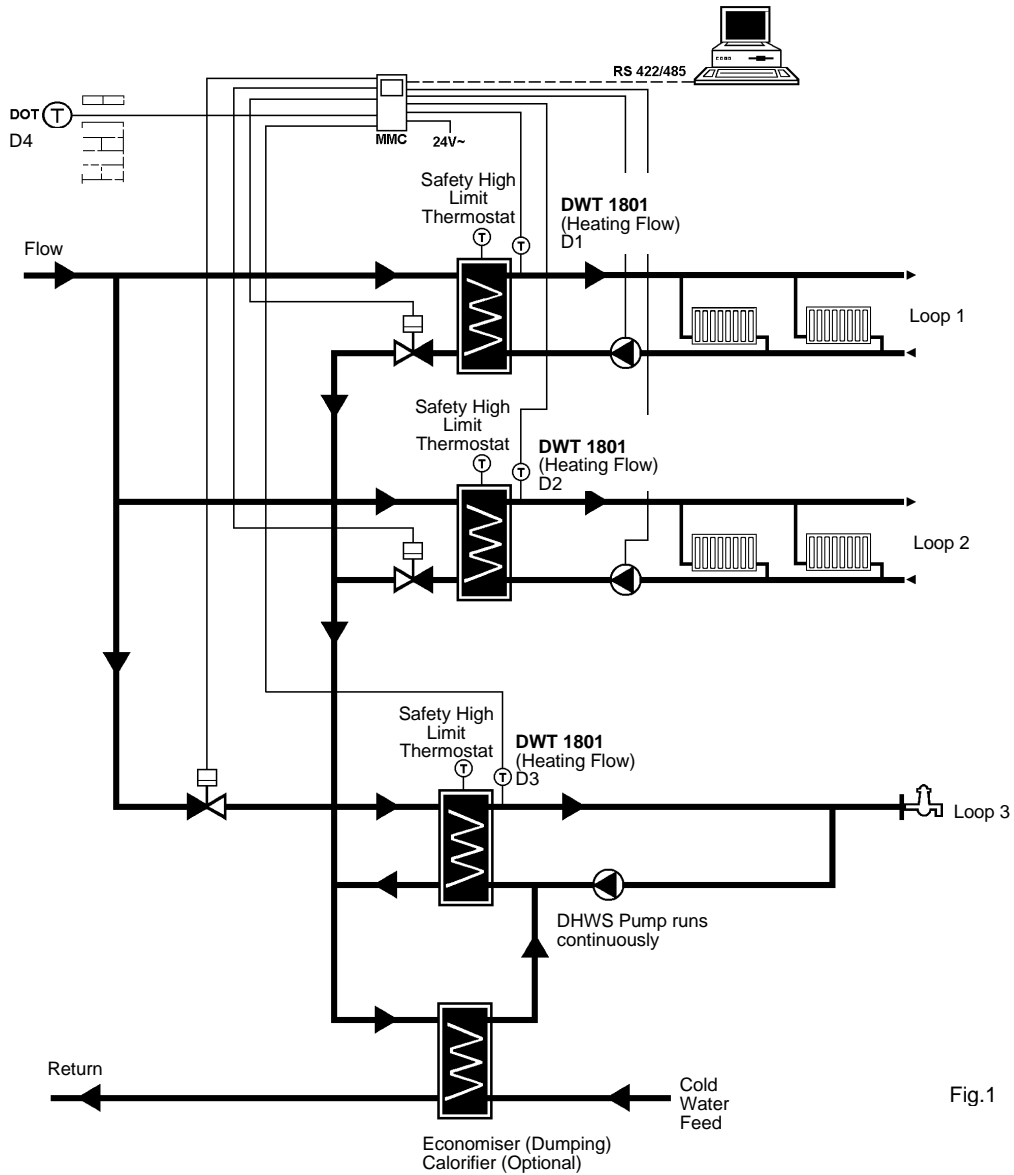 RS 422/485
DOT
T
D4
MMC
24V~
Safety High
Limit
Thermostat
T
T
DWT 1801
(Heating Flow)
D1
Flow
Loop 1
Safety High
Limit
Thermostat
T
T
DWT 1801
(Heating Flow)
D2
Loop 2
Safety High
Limit
Thermostat
T
T
DWT 1801
(Heating Flow)
D3
Loop 3
DHWS Pump runs
continuously
Return
Cold
Water
Feed
Fig.1
Economiser (Dumping)
Calorifier (Optional)